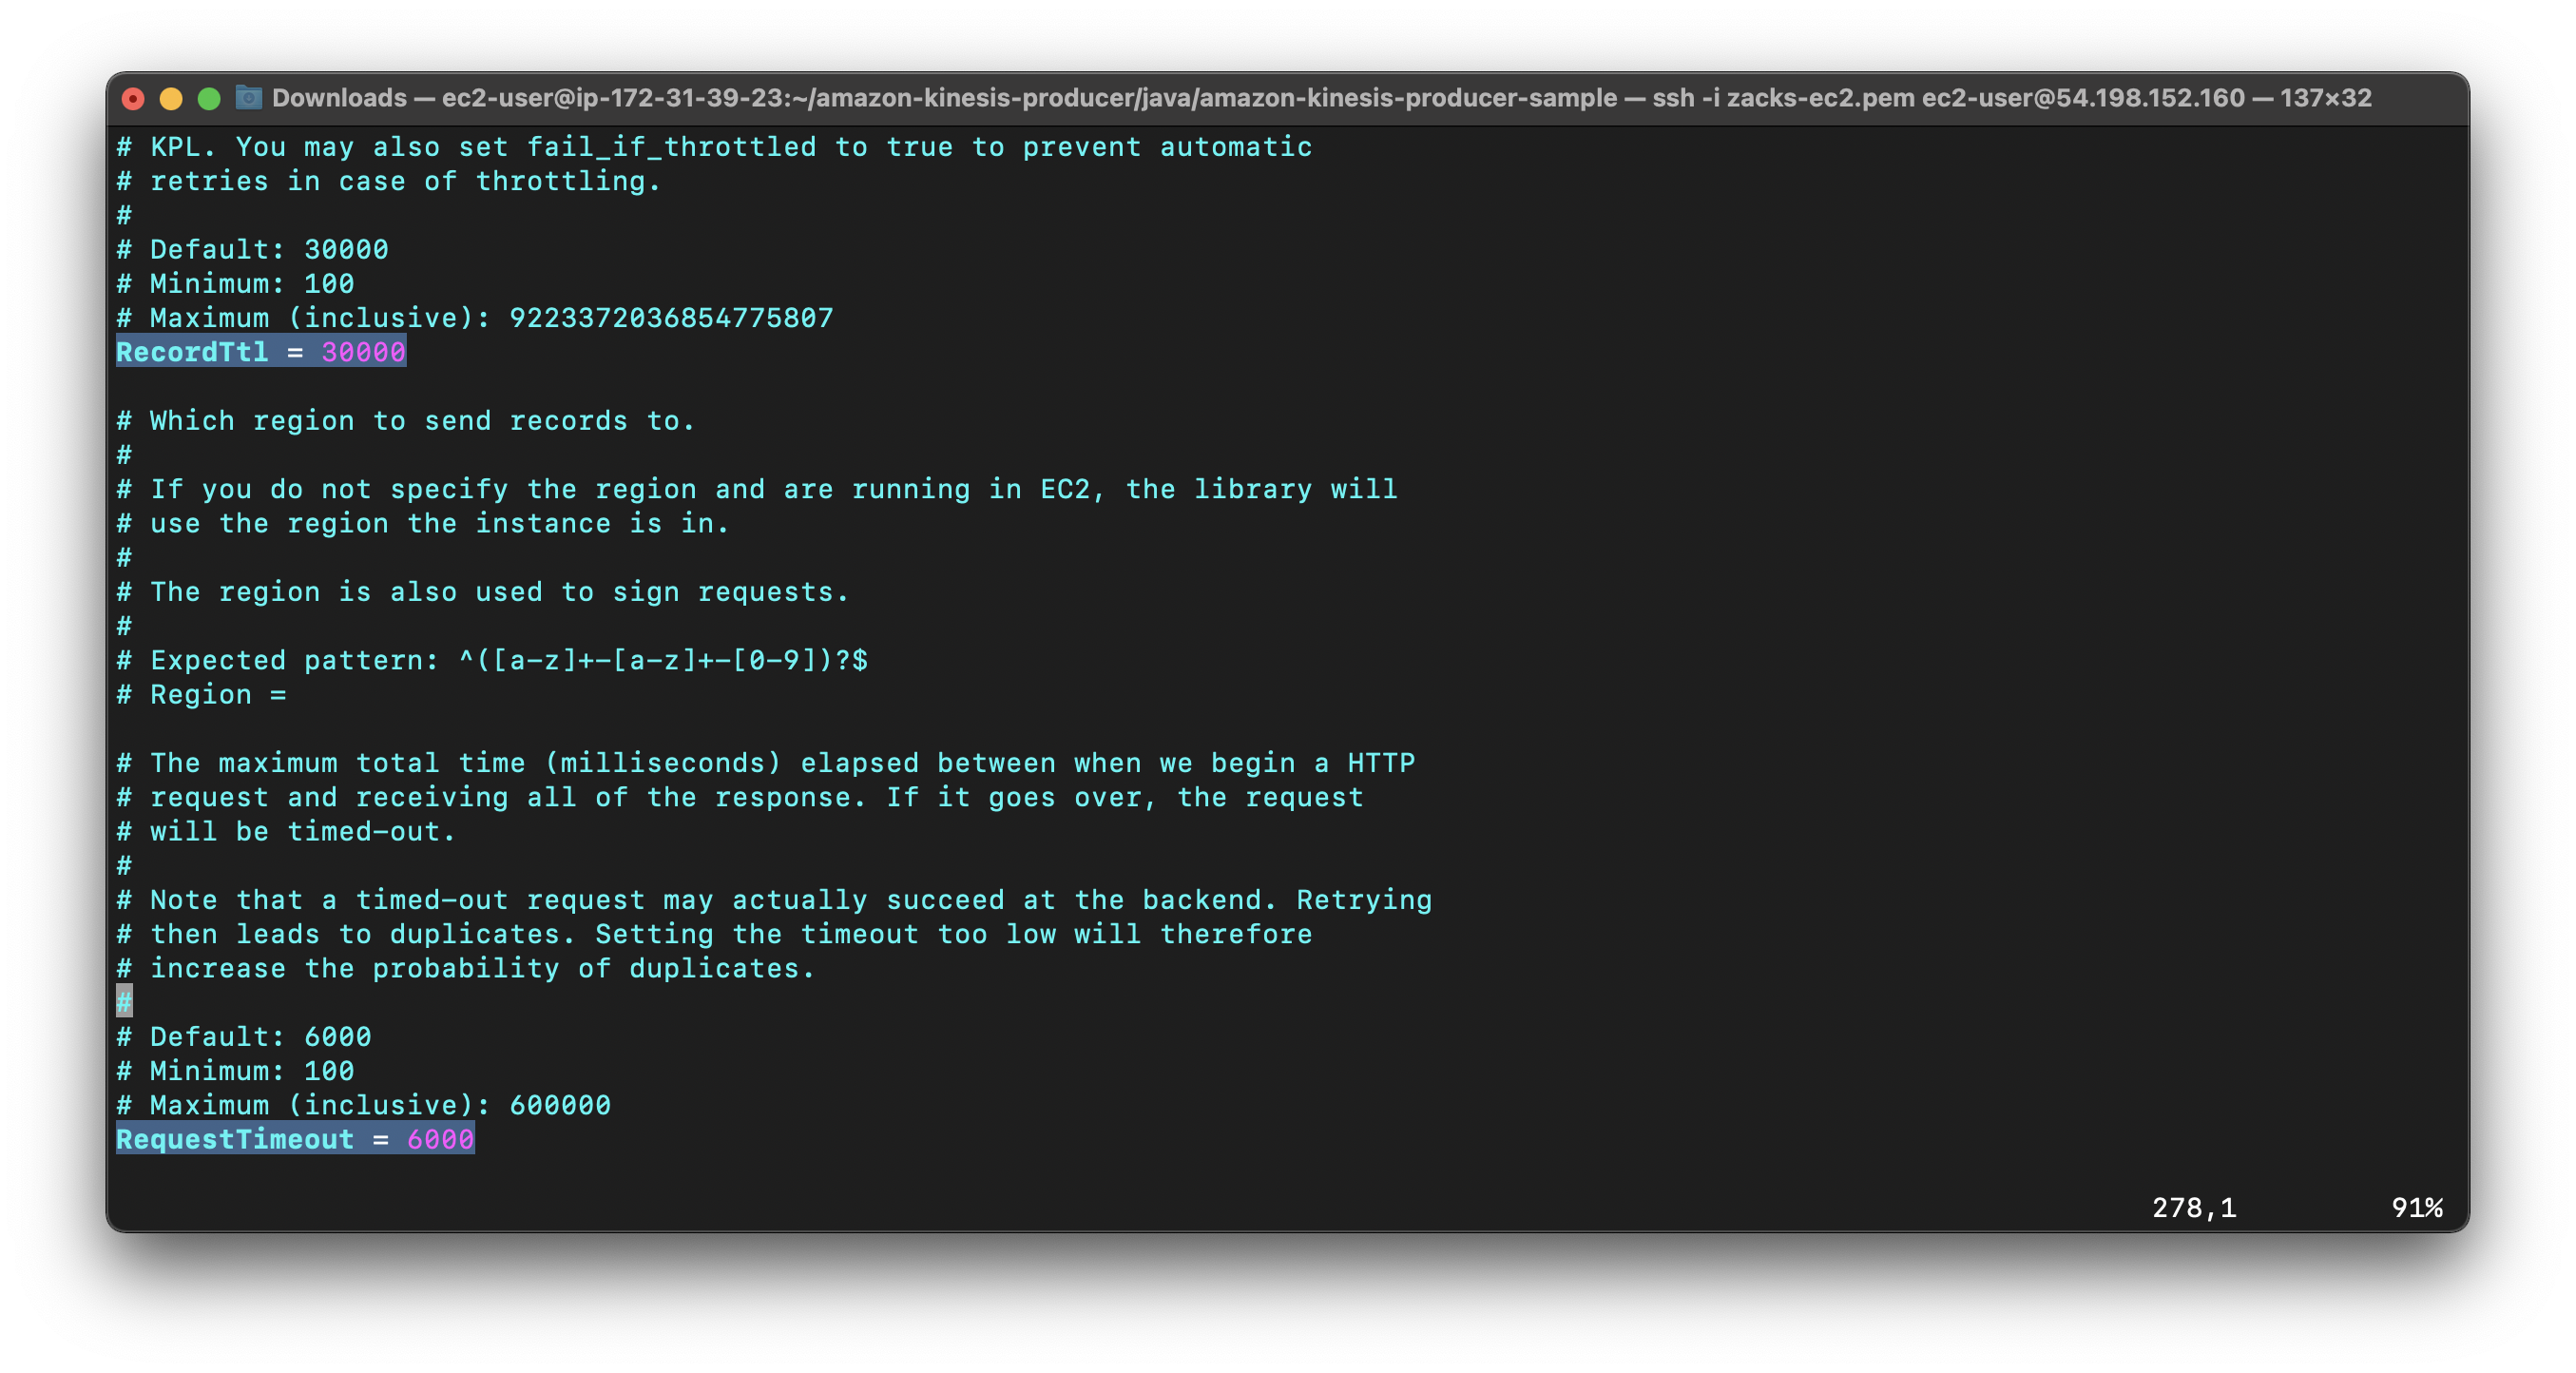 Downloads — ec2-user@ip-172-31-39-23:~/amazon-kinesis-producer/java/amazon-kinesis-producer-sample — ssh -i zacks-ec2.pem ec2-user@54.198.152.160 — 137×32
# KPL. You may also set fail_if_throttled to true to prevent automatic
# retries in case of throttling.
#
# Default: 30000
# Minimum: 100
# Maximum (inclusive): 9223372036854775807
RecordTtl = 30000
# Which region to send records to.
#
# If you do not specify the region and are running in EC2, the library will
# use the region the instance is in.
#
# The region is also used to sign requests.
#
# Expected pattern: ^([a-z]+-[a-z]+-[0-9])?$
# Region =
# The maximum total time (milliseconds) elapsed between when we begin a HTTP
# request and receiving all of the response. If it goes over, the request
# will be timed-out.
#
# Note that a timed-out request may actually succeed at the backend. Retrying
# then leads to duplicates. Setting the timeout too low will therefore
# increase the probability of duplicates.
#
# Default: 6000
# Minimum: 100
# Maximum (inclusive): 600000
RequestTimeout = 6000
278,1 91%